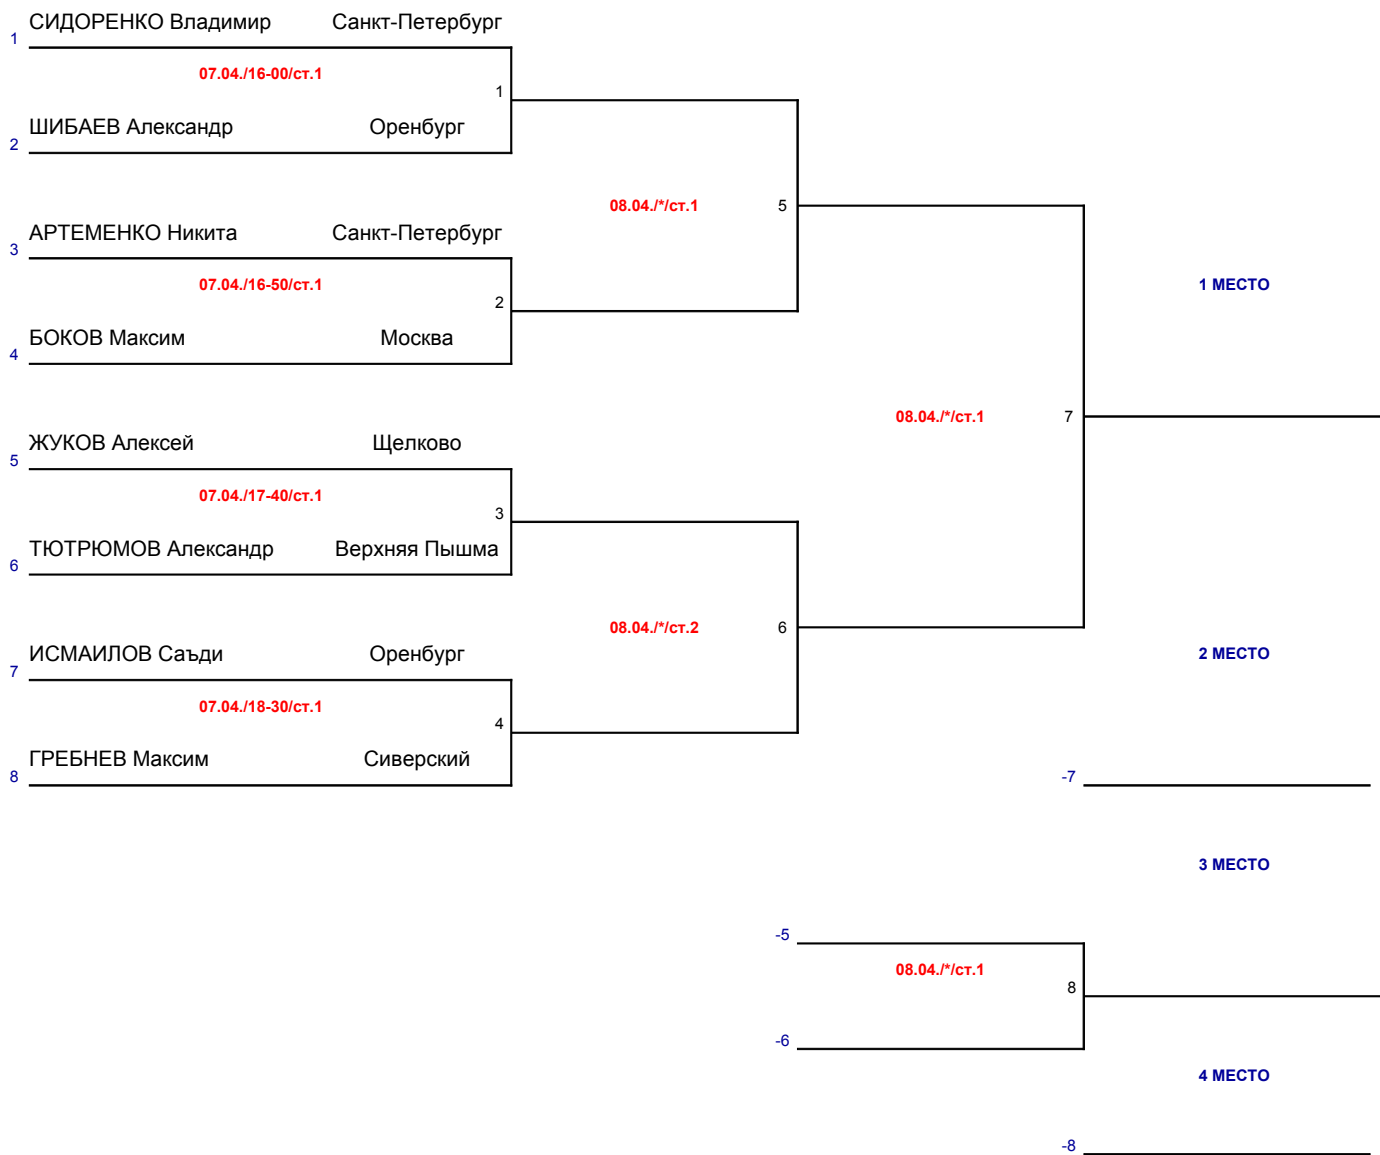 СИДОРЕНКО Владимир Санкт-Петербург
1
07.04./16-00/ст.1
1
ШИБАЕВ Александр Оренбург
2
08.04./*/ст.1 5
АРТЕМЕНКО Никита Санкт-Петербург
3
07.04./16-50/ст.1
1 МЕСТО
2
БОКОВ Максим Москва
4
08.04./*/ст.1 7
ЖУКОВ Алексей Щелково
5
07.04./17-40/ст.1
3
ТЮТРЮМОВ Александр Верхняя Пышма
6
08.04./*/ст.2 6
ИСМАИЛОВ Саъди Оренбург
2 МЕСТО
7
07.04./18-30/ст.1
4
ГРЕБНЕВ Максим Сиверский
8
-7
3 МЕСТО
-5
08.04./*/ст.1
8
-6
4 МЕСТО
-8